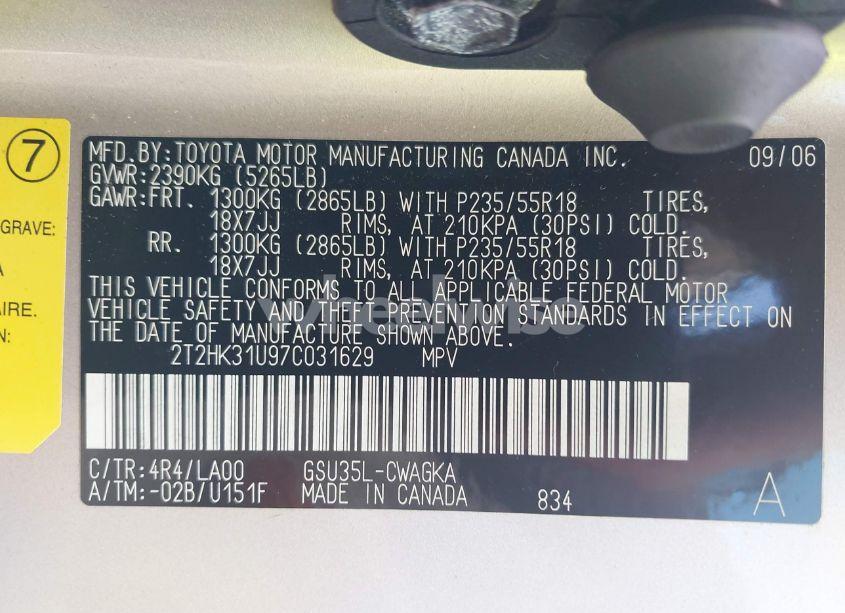 7
GRAVE:
A
AIRE.
N
MFD.BY:TOYOTA MOTOR MANUFACTURING CANADA INC. 09/06
GVWR:2390KG (5265LB)
GAWR:FRT. 1300KG (2865LB) WITH P235/55R18 TIRES,
18X7JJ RIMS, AT 210KPA (30PSI) COLD.
RR. 1300KG (2865LB) WITH P235/55R18 TIRES,
18X7JJ RIMS, AT 210KPA (30PSI) COLD.
THIS VEHICLE CONFORMS TO ALL APPLICABLE FEDERAL MOTOR
VEHICLE SAFETY AND THEFT PREVENTION STANDARDS IN EFFECT ON
THE DATE OF MANUFACTURE SHOWN ABOVE.
2T2HK31U97C031629 MPV
C/TR:4R4/LA00 GSU35L-CWAGKA
A/TM:-02B/U151F MADE IN CANADA 834 A